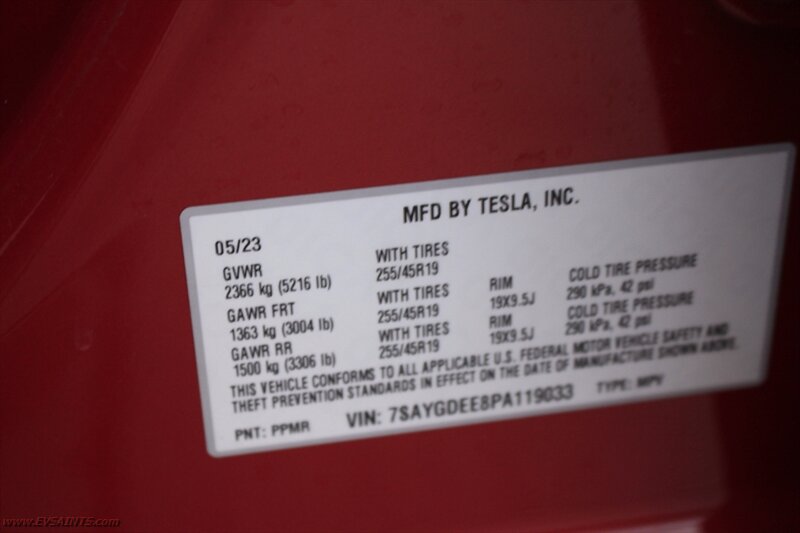 MFD BY TESLA, INC.
05/23
GVWR WITH TIRES
2366 kg (5216 lb) 255/45R19
GAWR FRT WITH TIRES RIM COLD TIRE PRESSURE
1363 kg (3004 lb) 255/45R19 19X9.5J 290 kPa, 42 psi
GAWR RR WITH TIRES RIM COLD TIRE PRESSURE
1500 kg (3306 lb) 255/45R19 19X9.5J 290 kPa, 42 psi
THIS VEHICLE CONFORMS TO ALL APPLICABLE U.S. FEDERAL MOTOR VEHICLE SAFETY AND
THEFT PREVENTION STANDARDS IN EFFECT ON THE DATE OF MANUFACTURE SHOWN ABOVE.
PNT: PPMR VIN: 7SAYGDEE8PA119033 TYPE: MPV
www.EVSAINTS.com